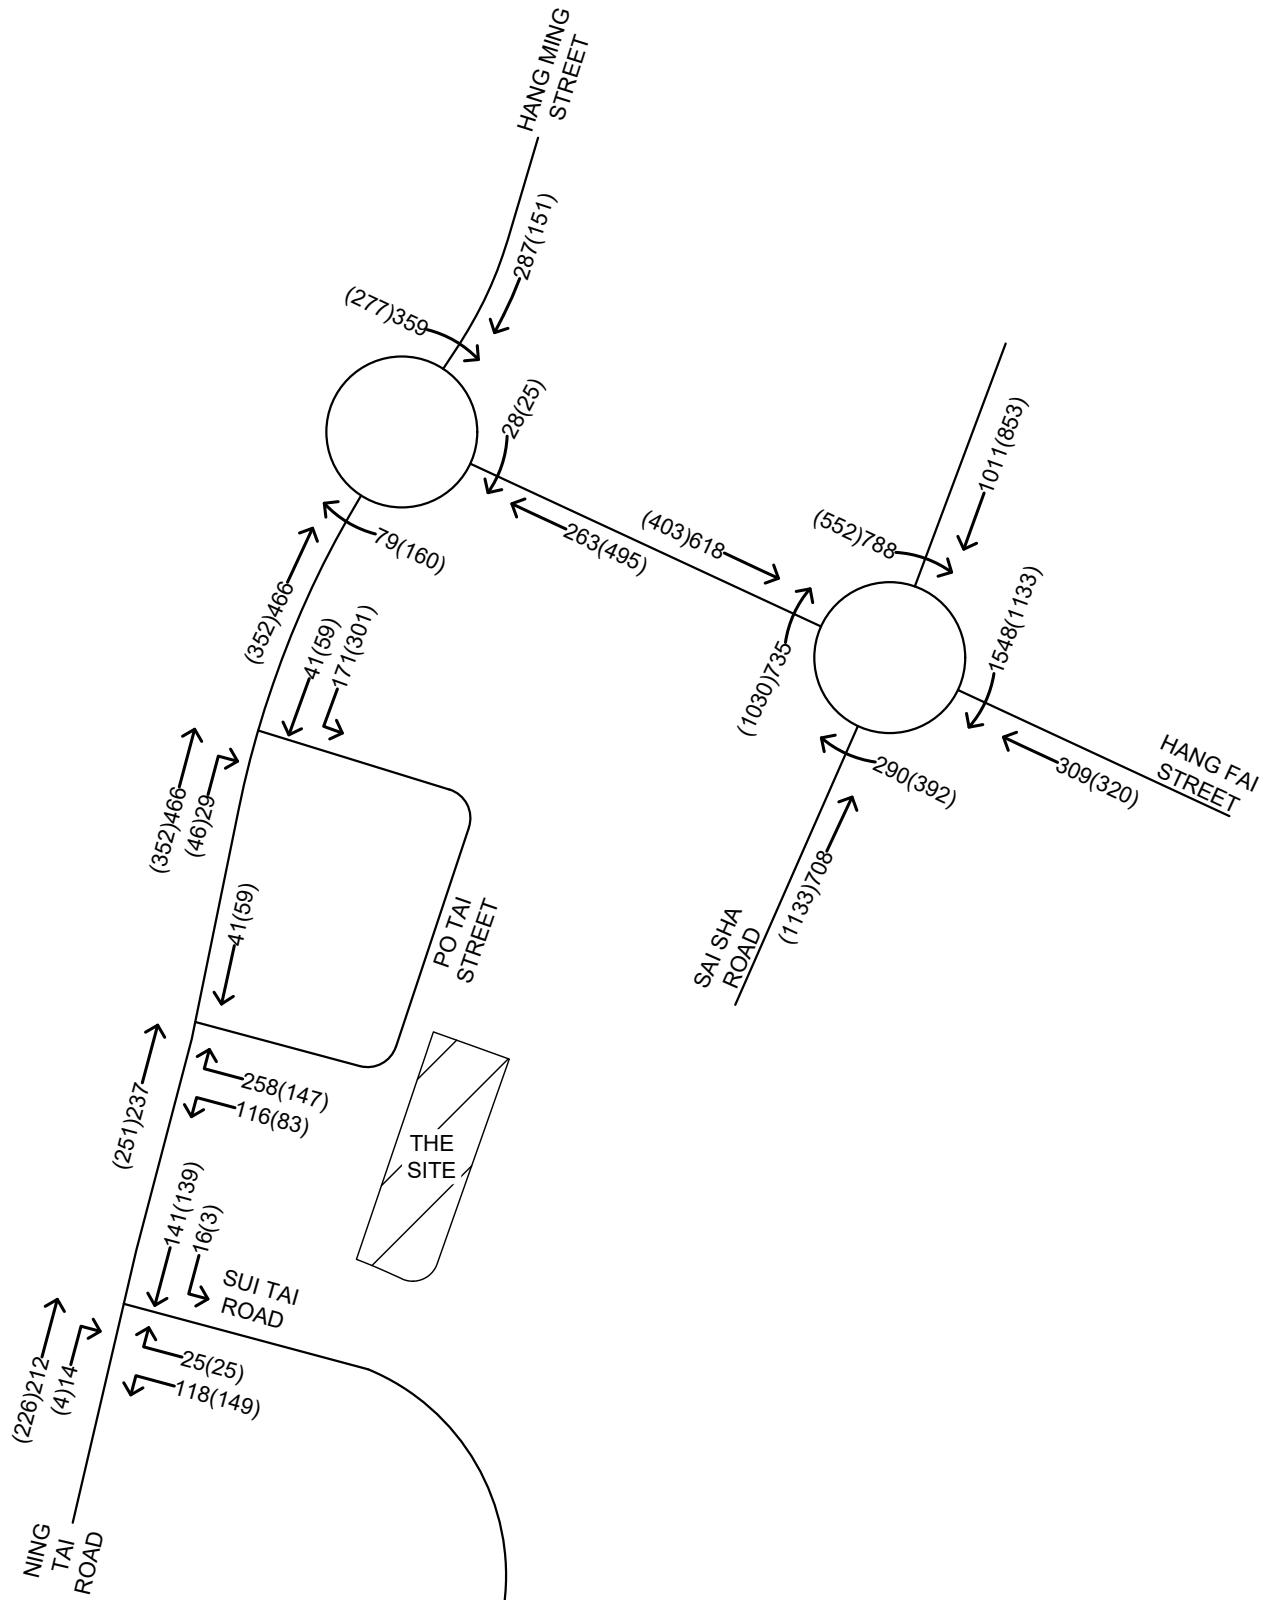 HANG MING
STREET
287(151)
(277)359
28(25)
(403)618
263(495)
79(160)
(352)466
41(59)
171(301)
1011(853)
(552)788
1548(1133)
(1030)735
290(392)
309(320)
HANG FAI
STREET
(1133)708
SAI SHA
ROAD
(352)466
(46)29
41(59)
PO TAI
STREET
(251)237
258(147)
116(83)
THE
SITE
141(139)
16(3)
SUI TAI
ROAD
(226)212
(4)14
25(25)
118(149)
NING
TAI
ROAD